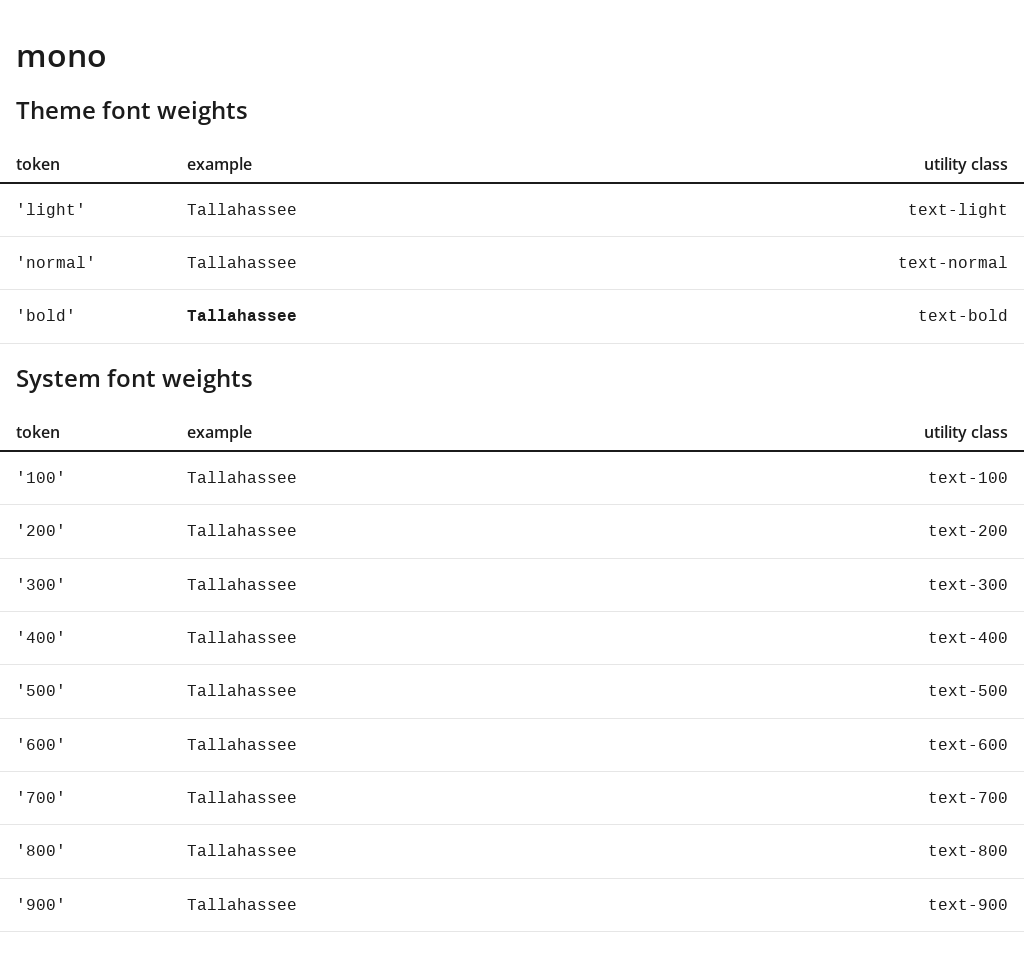 mono
Theme font weights
token example utility class
'light' Tallahassee text-light
'normal' Tallahassee text-normal
'bold' Tallahassee text-bold
System font weights
token example utility class
'100' Tallahassee text-100
'200' Tallahassee text-200
'300' Tallahassee text-300
'400' Tallahassee text-400
'500' Tallahassee text-500
'600' Tallahassee text-600
'700' Tallahassee text-700
'800' Tallahassee text-800
'900' Tallahassee text-900